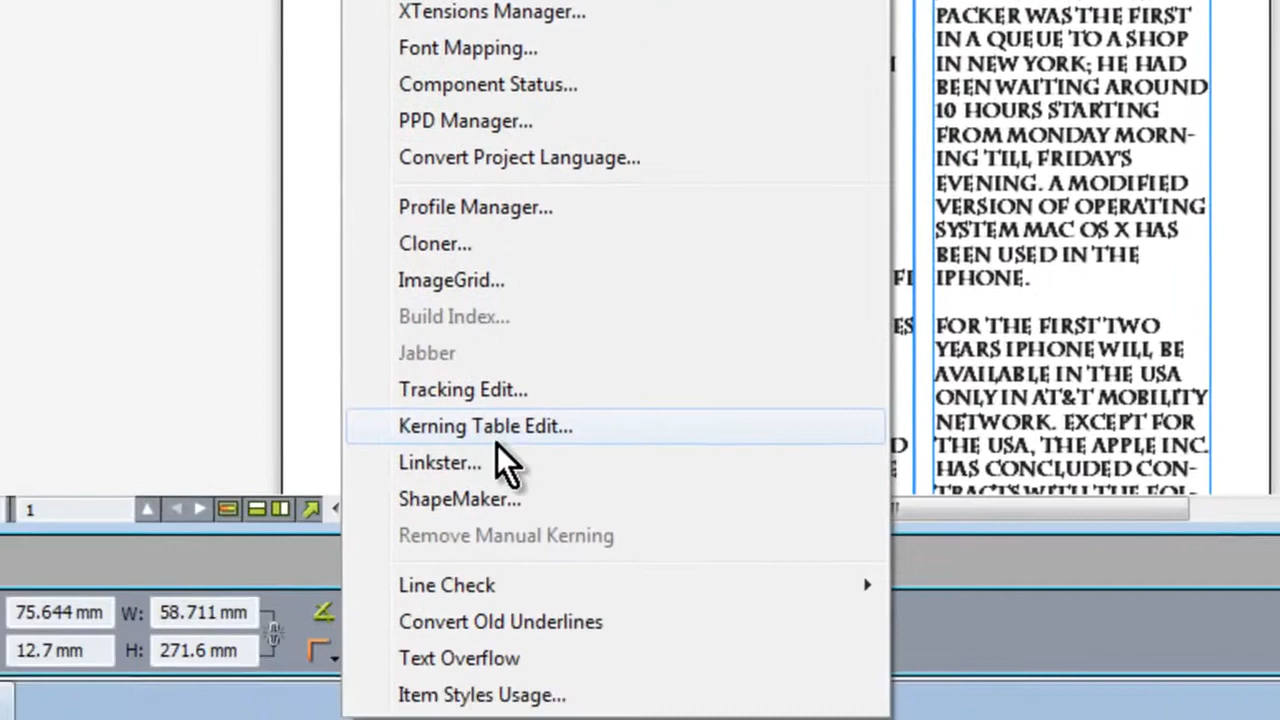 XTensions Manager...
Font Mapping...
Component Status...
PPD Manager...
Convert Project Language...
Profile Manager...
Cloner...
ImageGrid...
Build Index...
Jabber
Tracking Edit...
Kerning Table Edit...
Linkster...
ShapeMaker...
Remove Manual Kerning
Line Check
Convert Old Underlines
Text Overflow
Item Styles Usage...
PACKER WAS THE FIRST
IN A QUEUE TO A SHOP
IN NEW YORK; HE HAD
BEEN WAITING AROUND
10 HOURS STARTING
FROM MONDAY MORN-
ING TILL FRIDAY'S
EVENING. A MODIFIED
VERSION OF OPERATING
SYSTEM MAC OS X HAS
BEEN USED IN THE
IPHONE.
FOR THE FIRST TWO
YEARS IPHONE WILL BE
AVAILABLE IN THE USA
ONLY IN AT&T MOBILITY
NETWORK. EXCEPT FOR
THE USA, THE APPLE INC.
HAS CONCLUDED CON-
TRACTS WITH THE FOL-
1
75.644 mm W: 58.711 mm
12.7 mm H: 271.6 mm